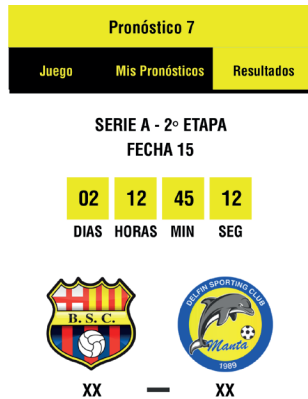 Pronóstico 7
Juego Mis Pronósticos Resultados
SERIE A - 2º ETAPA
FECHA 15
02 12 45 12
DIAS HORAS MIN SEG
B. S. C.
DELFIN SPORTING CLUB
Manta
1989
XX — XX